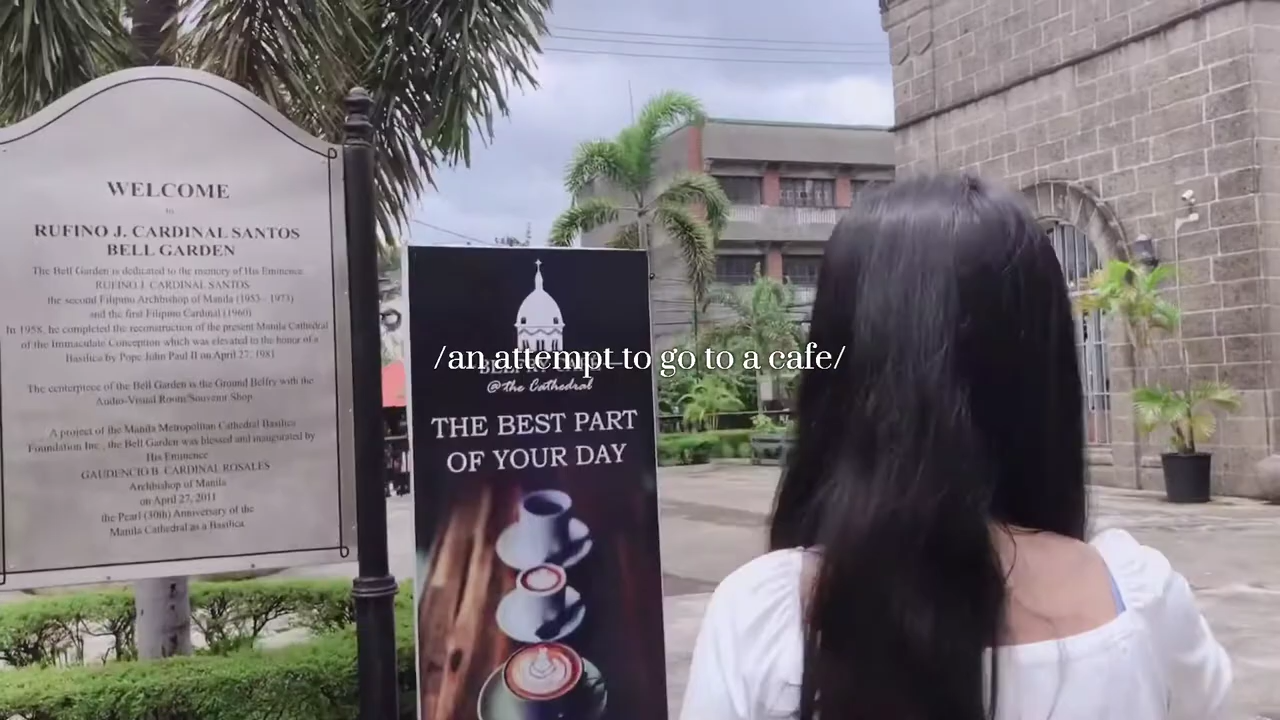 WELCOME
to
RUFINO J. CARDINAL SANTOS
BELL GARDEN
The Bell Garden is dedicated to the memory of His Eminence
RUFINO J. CARDINAL SANTOS
the second Filipino Archbishop of Manila (1953 - 1973)
and the first Filipino Cardinal (1960)
In 1958, he completed the reconstruction of the present Manila Cathedral
of the Immaculate Conception which was elevated to the honor of a
Basilica by Pope John Paul II on April 27, 1981
The centerpiece of the Bell Garden is the Ground Belfry with the
Audio-Visual Room/Souvenir Shop
A project of the Manila Metropolitan Cathedral Basilica
Foundation Inc., the Bell Garden was blessed and inaugurated by
His Eminence
GAUDENCIO B. CARDINAL ROSALES
Archbishop of Manila
on April 27, 2011
the Pearl (30th) Anniversary of the
Manila Cathedral as a Basilica
/an attempt to go to a cafe/
@ the Cathedral
THE BEST PART
OF YOUR DAY